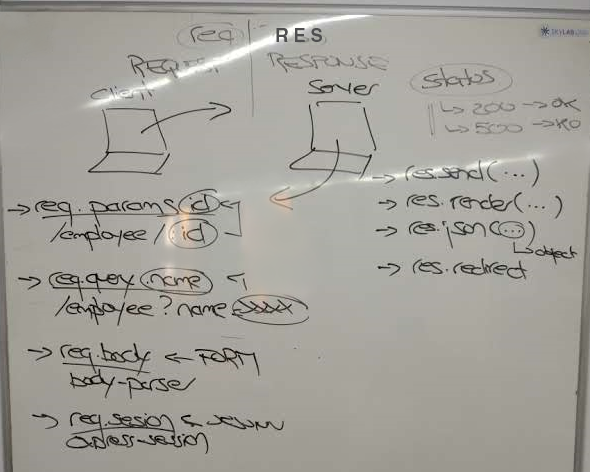 req | RES
SKYLAB
REQUEST RESPONSE
Client Server
status
↳ 200 → OK
↳ 500 → KO
→ req.params.id
/employee/id
→ req.query.name
/employee?name=xxxx
→ req.body ← FORM
body-parser
→ req.sesion &
express-session
→ res.send(...)
→ res.render(...)
→ res.json(...)
↳ object
→ res.redirect